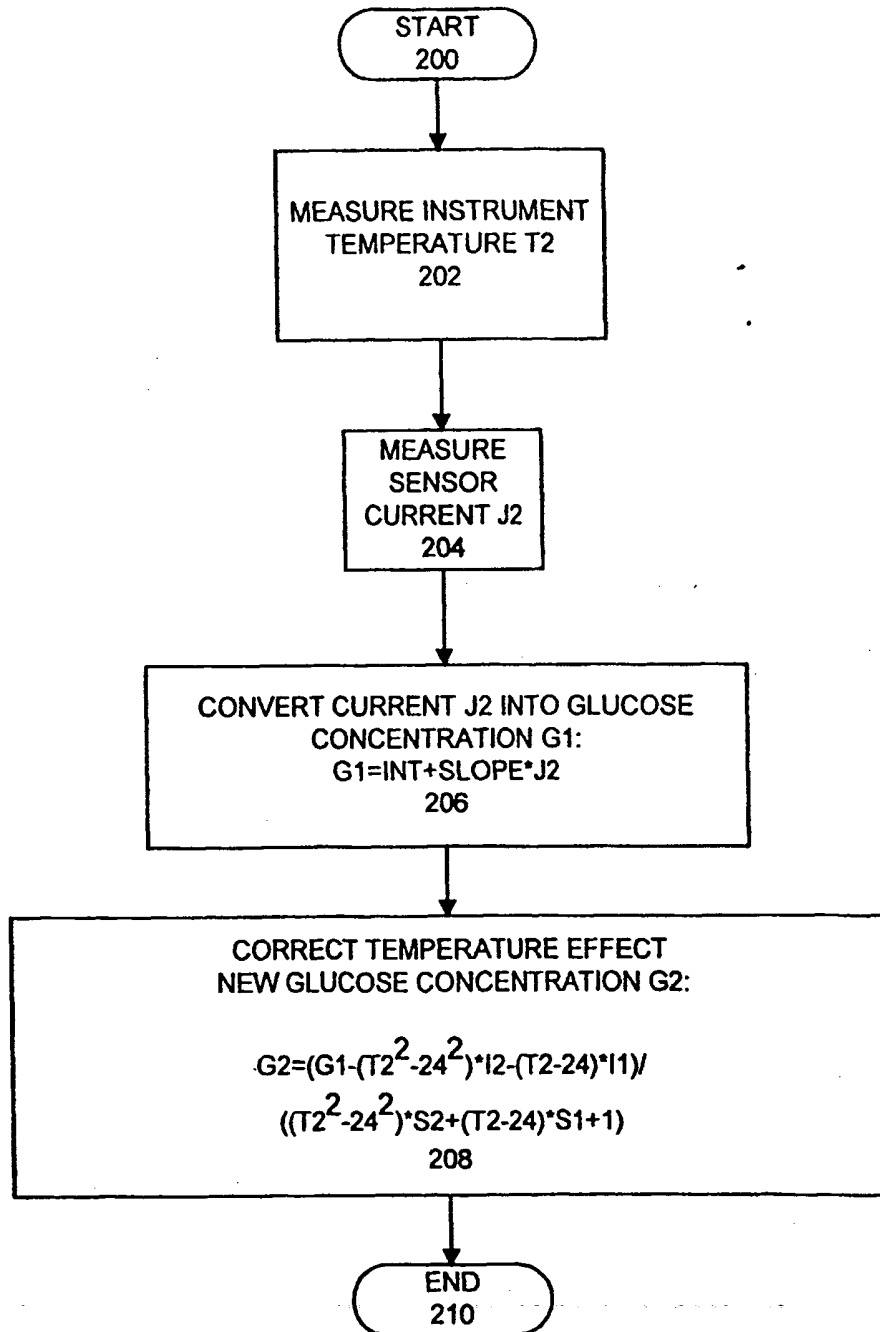 START
200
MEASURE INSTRUMENT
TEMPERATURE T2
202
MEASURE
SENSOR
CURRENT J2
204
CONVERT CURRENT J2 INTO GLUCOSE
CONCENTRATION G1:
G1=INT+SLOPE*J2
206
CORRECT TEMPERATURE EFFECT
NEW GLUCOSE CONCENTRATION G2:
G2=(G1-(T2²-24²)*I2-(T2-24)*I1)/
((T2²-24²)*S2+(T2-24)*S1+1)
208
END
210